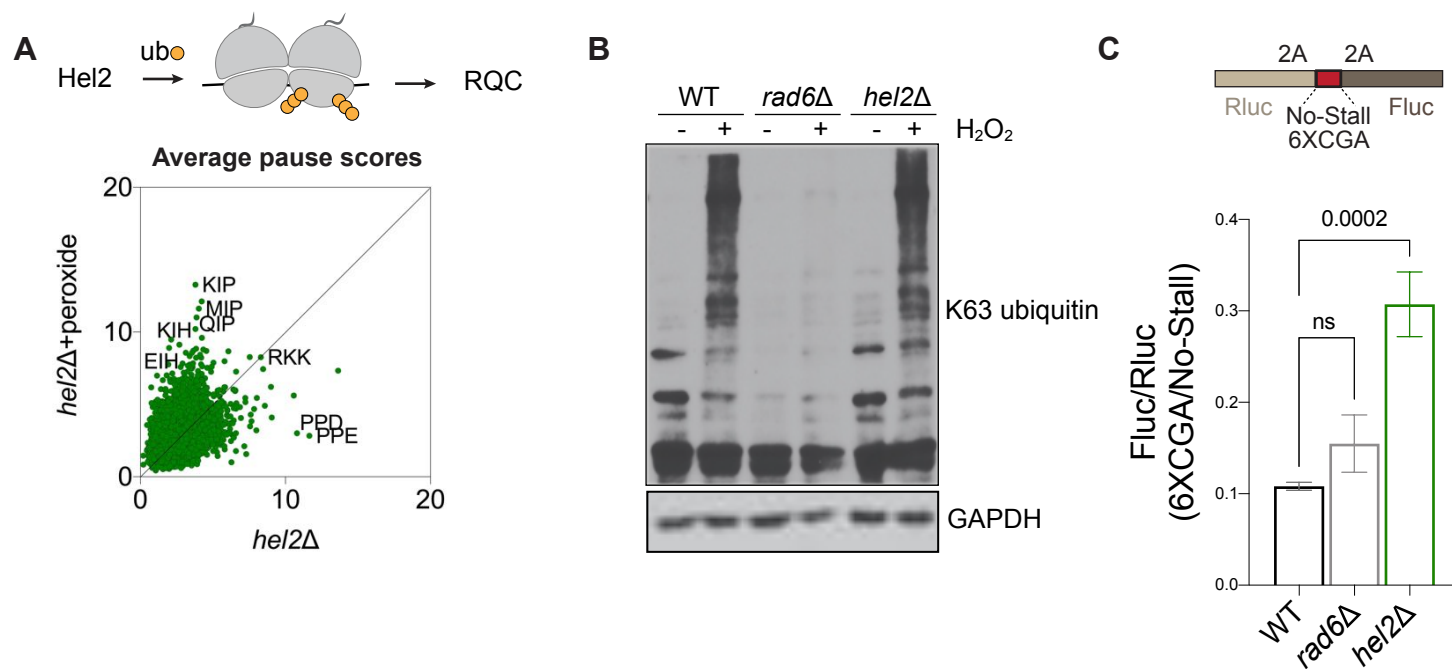 A
Hel2
ub
RQC
Average pause scores
20
10
0
0
10
20
hel2Δ+peroxide
hel2Δ
KIP
MIP
QIP
KIH
EIH
RKK
PPD
PPE
B
WT rad6Δ hel2Δ
- + - + - + H₂O₂
K63 ubiquitin
GAPDH
C
2A 2A
Rluc No-Stall Fluc
6XCGA
Fluc/Rluc
(6XCGA/No-Stall)
0.4
0.3
0.2
0.1
0.0
0.0002
ns
WT
rad6Δ
hel2Δ